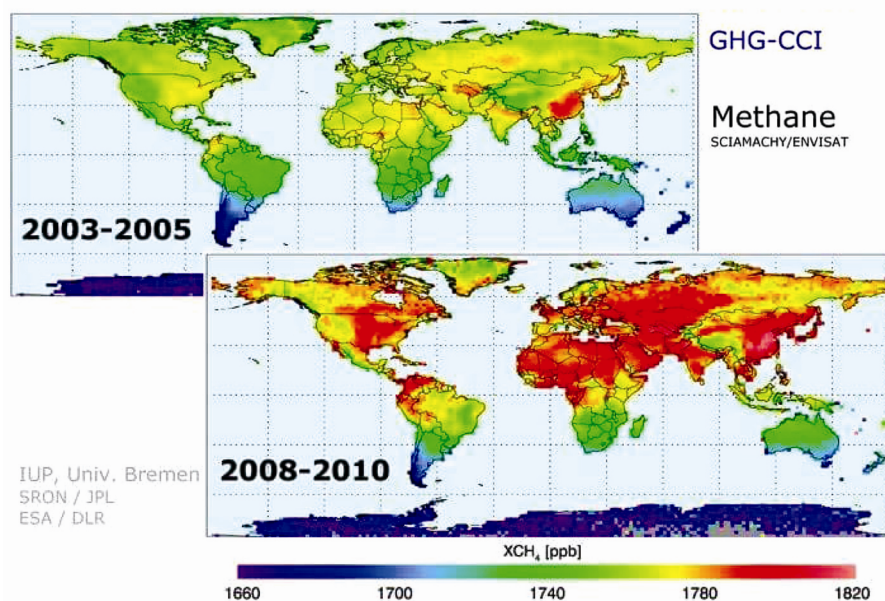 GHG-CCI
Methane
SCIAMACHY/ENVISAT
2003-2005
2008-2010
IUP, Univ. Bremen
SRON / JPL
ESA / DLR
XCH₄ [ppb]
1660 1700 1740 1780 1820